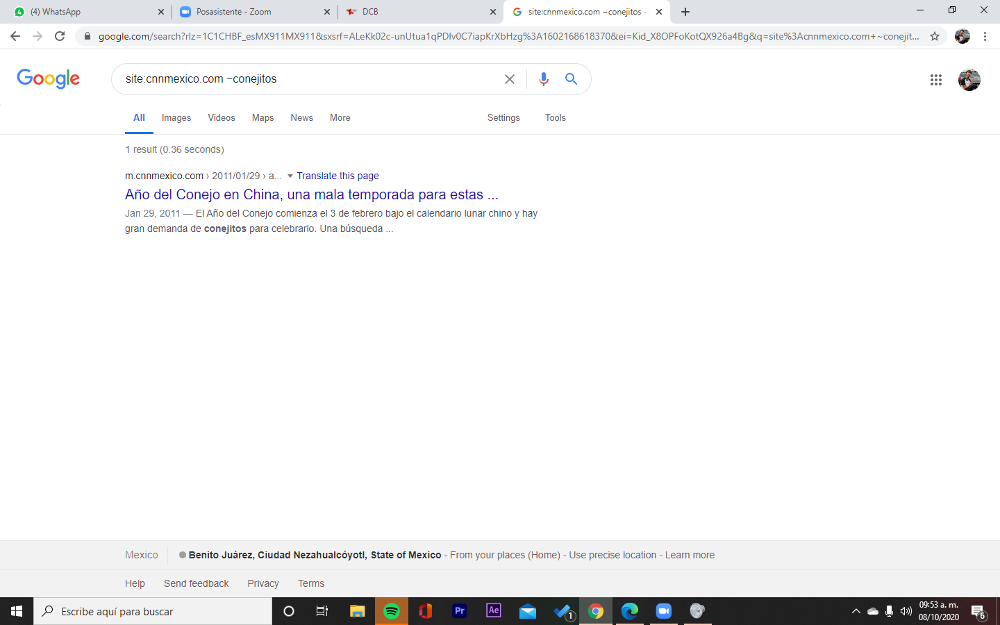 (4) WhatsApp
Posasistente - Zoom
DCB
site:cnnmexico.com ~conejitos -
google.com/search?rlz=1C1CHBF_esMX911MX911&sxsrf=ALeKk02c-unUtua1qPDlv0C7iapKrXbHzg%3A1602168618370&ei=Kid_X8OPFoKotQX926a4Bg&q=site%3Acnnmexico.com+~conejit...
Google
site:cnnmexico.com ~conejitos
All Images Videos Maps News More Settings Tools
1 result (0.36 seconds)
m.cnnmexico.com › 2011/01/29 › a... Translate this page
Año del Conejo en China, una mala temporada para estas ...
Jan 29, 2011 — El Año del Conejo comienza el 3 de febrero bajo el calendario lunar chino y hay
gran demanda de conejitos para celebrarlo. Una búsqueda ...
Mexico
Benito Juárez, Ciudad Nezahualcóyotl, State of Mexico - From your places (Home) - Use precise location - Learn more
Help Send feedback Privacy Terms
Escribe aquí para buscar
Pr
Ae
1
09:53 a. m.
08/10/2020
6